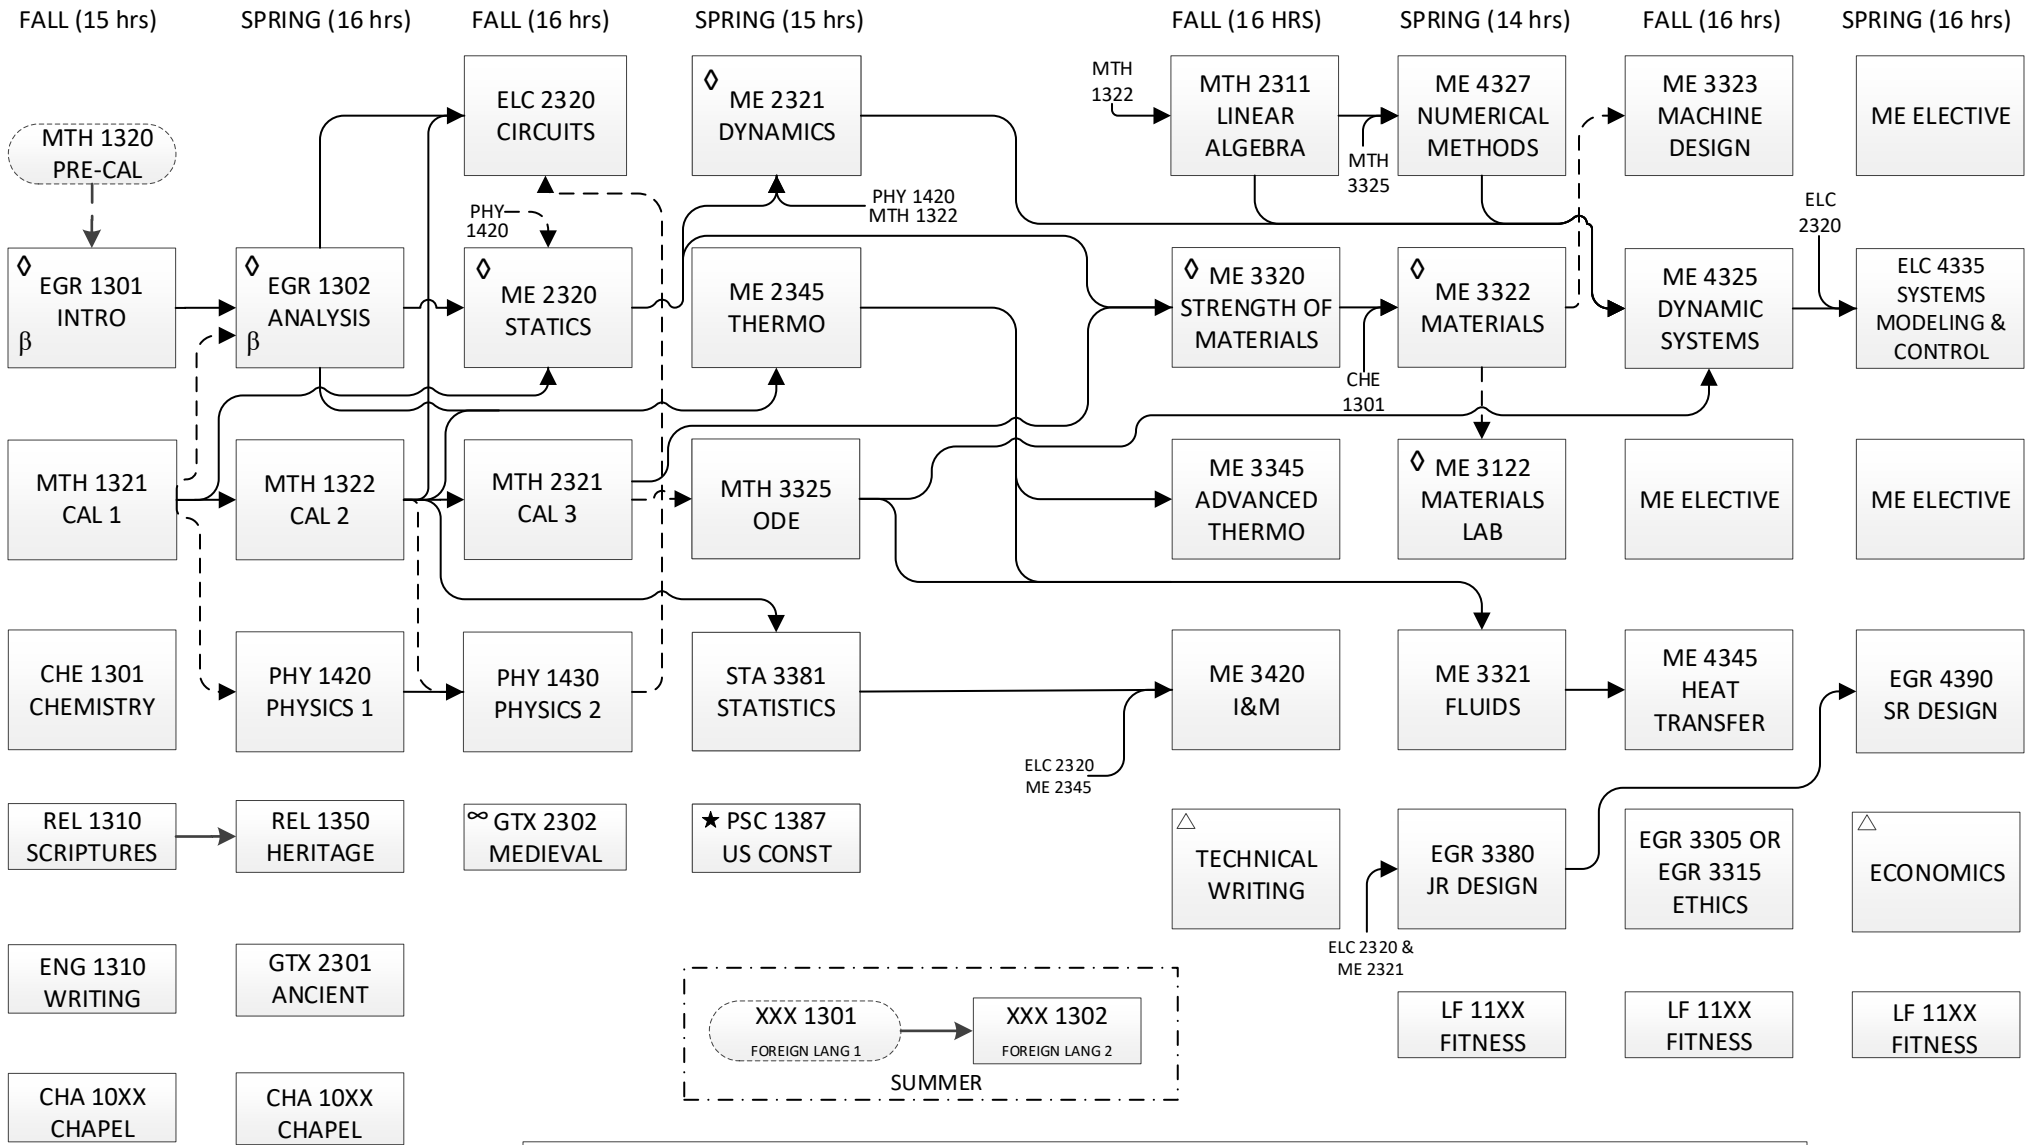 FALL (15 hrs)
SPRING (16 hrs)
FALL (16 hrs)
SPRING (15 hrs)
FALL (16 HRS)
SPRING (14 hrs)
FALL (16 hrs)
SPRING (16 hrs)
MTH 1320
PRE-CAL
ELC 2320
CIRCUITS
◊ ME 2321
DYNAMICS
MTH
1322
MTH 2311
LINEAR
ALGEBRA
ME 4327
NUMERICAL
METHODS
MTH
3325
ME 3323
MACHINE
DESIGN
ME ELECTIVE
PHY
1420
PHY 1420
MTH 1322
ELC
2320
◊
EGR 1301
INTRO
β
◊
EGR 1302
ANALYSIS
β
◊
ME 2320
STATICS
ME 2345
THERMO
◊ ME 3320
STRENGTH OF
MATERIALS
◊
ME 3322
MATERIALS
CHE
1301
ME 4325
DYNAMIC
SYSTEMS
ELC 4335
SYSTEMS
MODELING &
CONTROL
MTH 1321
CAL 1
MTH 1322
CAL 2
MTH 2321
CAL 3
MTH 3325
ODE
ME 3345
ADVANCED
THERMO
◊ ME 3122
MATERIALS
LAB
ME ELECTIVE
ME ELECTIVE
CHE 1301
CHEMISTRY
PHY 1420
PHYSICS 1
PHY 1430
PHYSICS 2
STA 3381
STATISTICS
ELC 2320
ME 2345
ME 3420
I&M
ME 3321
FLUIDS
ME 4345
HEAT
TRANSFER
EGR 4390
SR DESIGN
REL 1310
SCRIPTURES
REL 1350
HERITAGE
∞ GTX 2302
MEDIEVAL
★ PSC 1387
US CONST
△
TECHNICAL
WRITING
EGR 3380
JR DESIGN
ELC 2320 &
ME 2321
EGR 3305 OR
EGR 3315
ETHICS
△
ECONOMICS
ENG 1310
WRITING
GTX 2301
ANCIENT
XXX 1301
FOREIGN LANG 1
XXX 1302
FOREIGN LANG 2
SUMMER
LF 11XX
FITNESS
LF 11XX
FITNESS
LF 11XX
FITNESS
CHA 10XX
CHAPEL
CHA 10XX
CHAPEL